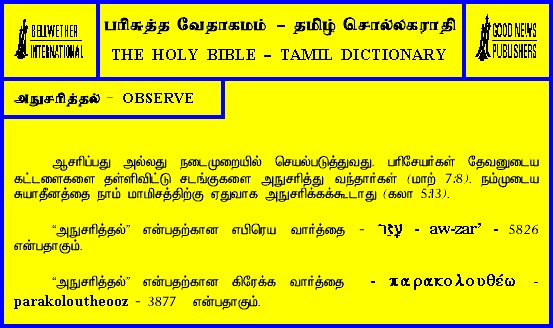 BELLWETHER
INTERNATIONAL
பரிசுத்த வேதாகமம் – தமிழ் சொல்லகராதி
THE HOLY BIBLE – TAMIL DICTIONARY
GOOD NEWS
PUBLISHERS
அநுசரித்தல் – OBSERVE
ஆசரிப்பது அல்லது நடைமுறையில் செயல்படுத்துவது. பரிசேயர்கள் தேவனுடைய
கட்டளைகளை தள்ளிவிட்டு சடங்குகளை அநுசரித்து வந்தார்கள் (மாற் 7:8). நம்முடைய
சுயாதீனத்தை நாம் மாமிசத்திற்கு ஏதுவாக அநுசரிக்கக்கூடாது (கலா 5:13).
“அநுசரித்தல்” என்பதற்கான எபிரெய வார்த்தை - עזר - aw-zar’ - 5826
என்பதாகும்.
“அநுசரித்தல்” என்பதற்கான கிரேக்க வார்த்தை - παρακολουθέω -
parakoloutheooz - 3877 என்பதாகும்.